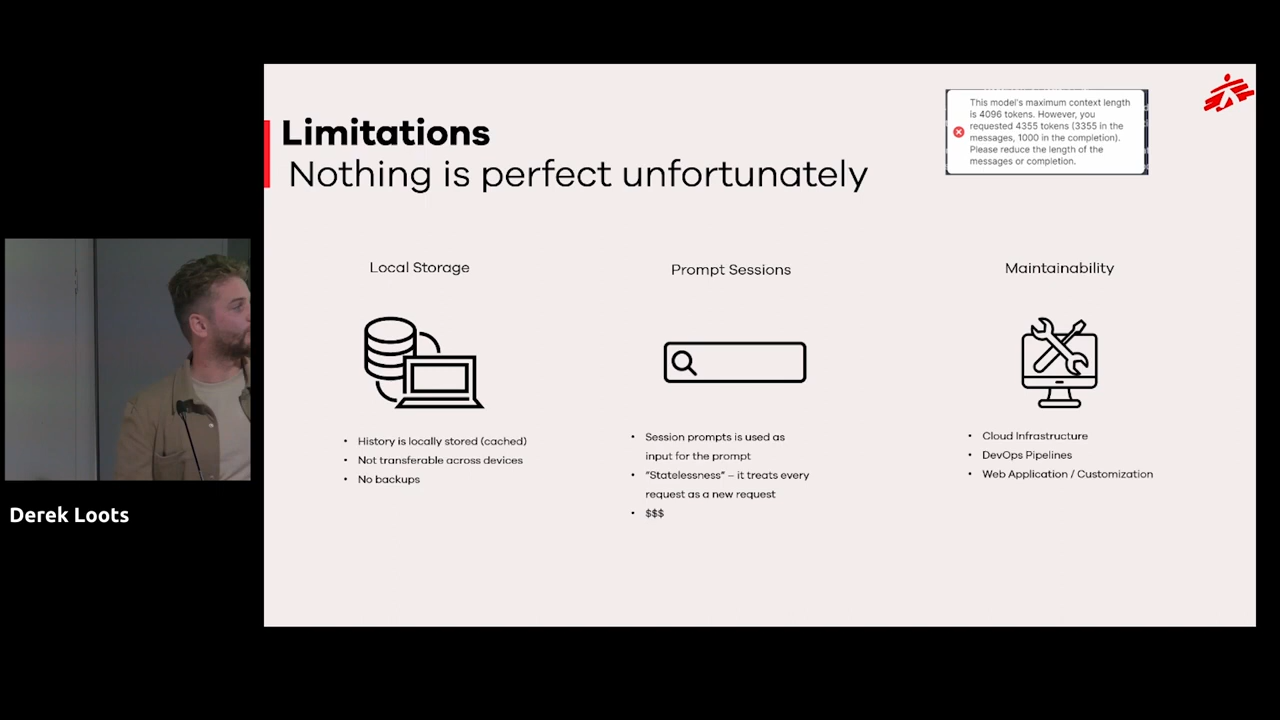 Limitations
Nothing is perfect unfortunately
This model's maximum context length
is 4096 tokens. However, you
requested 4355 tokens (3355 in the
messages, 1000 in the completion).
Please reduce the length of the
messages or completion.
Local Storage
• History is locally stored (cached)
• Not transferable across devices
• No backups
Prompt Sessions
• Session prompts is used as
input for the prompt
• "Statelessness" – it treats every
request as a new request
• $$$
Maintainability
• Cloud Infrastructure
• DevOps Pipelines
• Web Application / Customization
Derek Loots